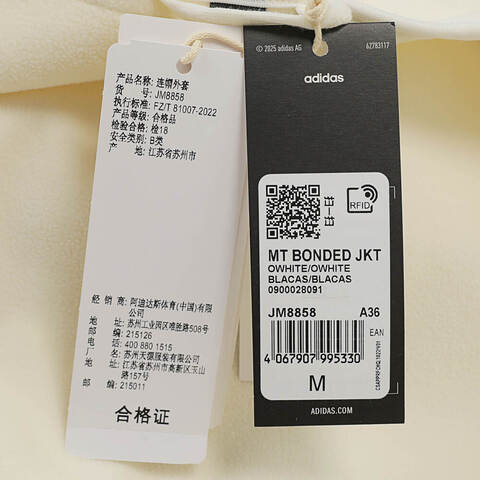 产品名称: 连帽外套
货 号: JM8858
执行标准: FZ/T 81007-2022
产品等级: 合格品
检验合格: 检18
安全类别: B类
产 地: 江苏省苏州市
经 销 商: 阿迪达斯体育(中国)有限
公司
地 址: 苏州工业园区唯胜路508号
邮 编: 215126
电 话: 400 880 1515
厂 名: 苏州天源服装有限公司
地 址: 江苏省苏州市高新区玉山
路157号
邮 编: 215011
合格证
© 2025 adidas AG
adidas
RFID
MT BONDED JKT
OWHITE/OWHITE
BLACAS/BLACAS
0900028091
JM8858 A36
EAN
4 067907 995330
M
ADIDAS.COM